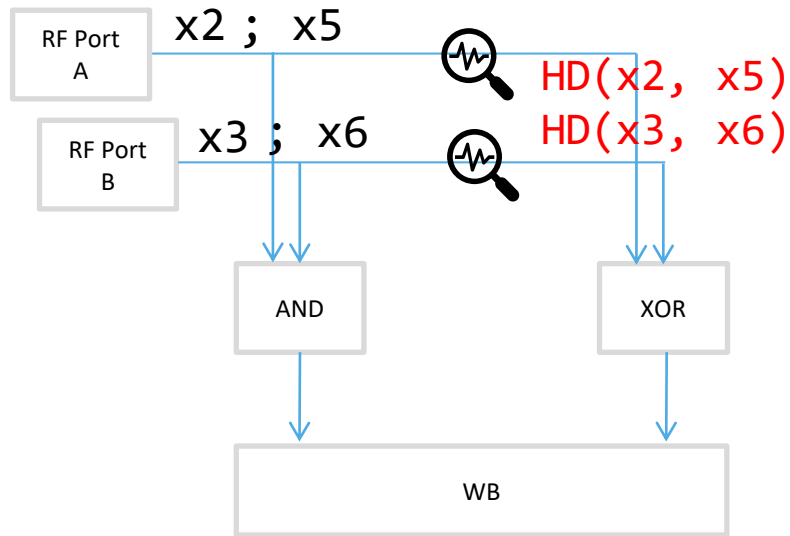 RF Port
A
x2 ; x5
HD(x2, x5)
RF Port
B
x3 ; x6
HD(x3, x6)
AND
XOR
WB